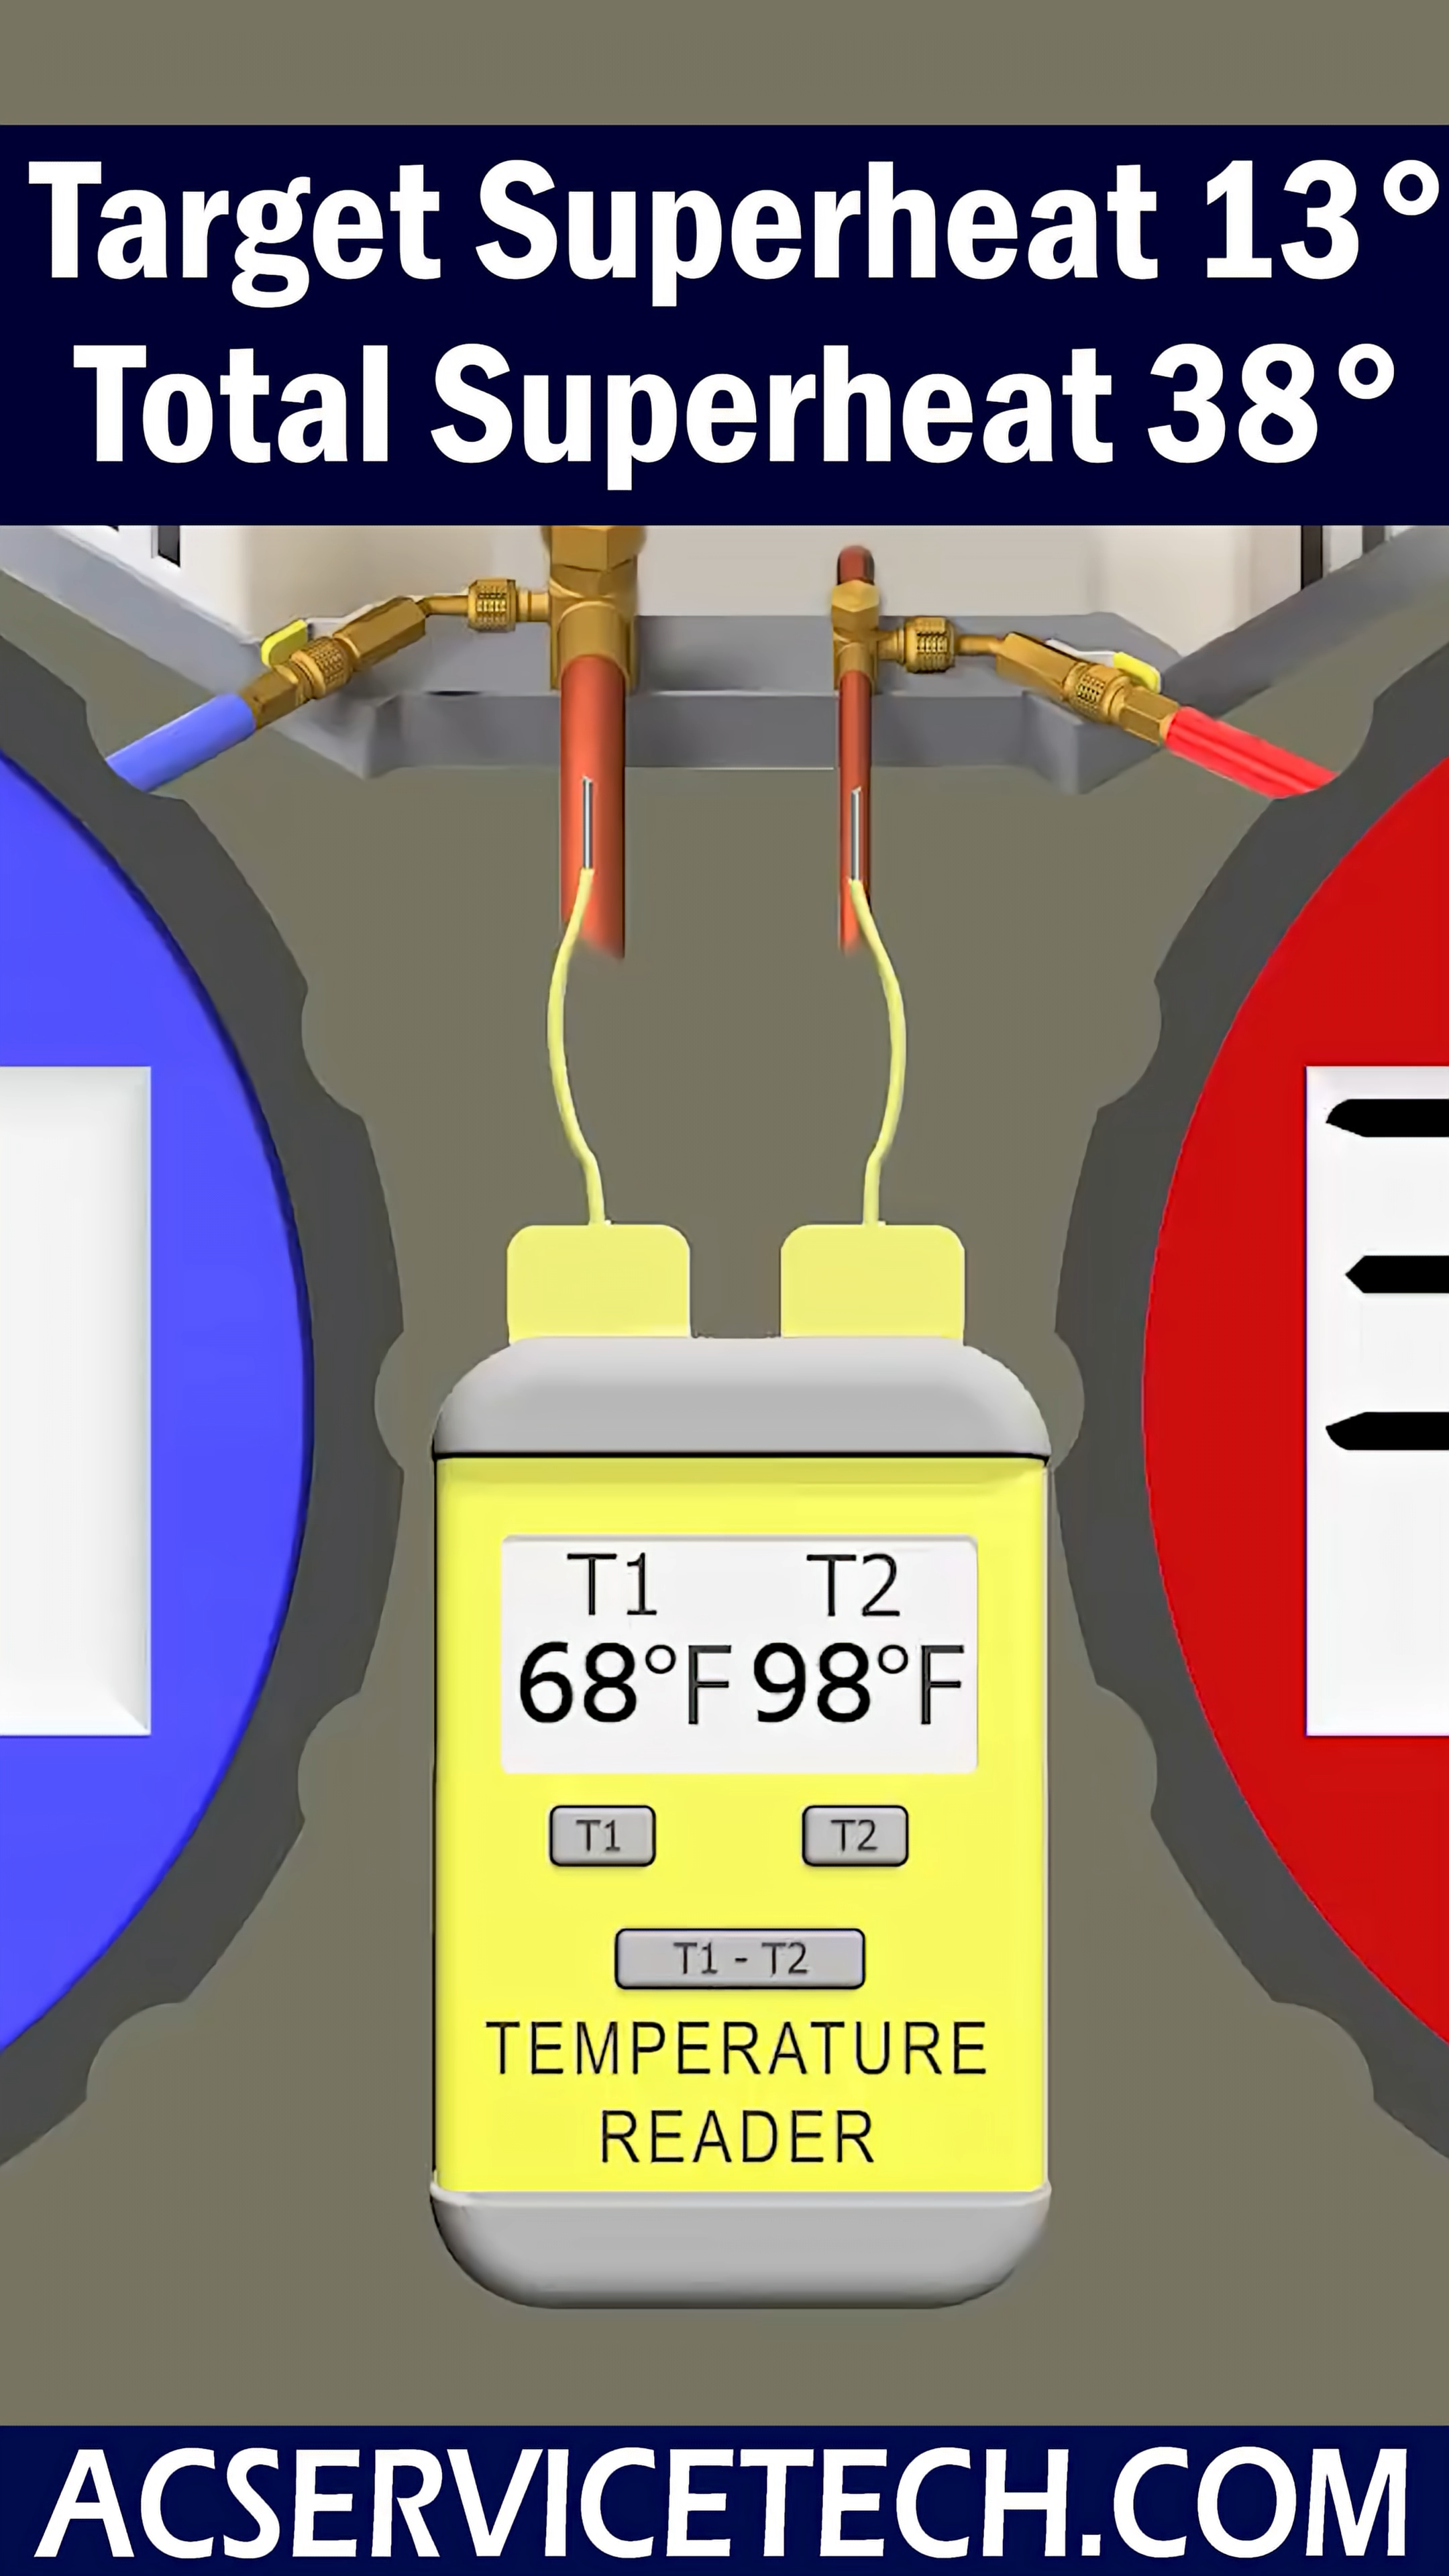 Target Superheat 13°
Total Superheat 38°
T1 T2
68°F 98°F
T1 T2
T1 - T2
TEMPERATURE
READER
ACSERVICETECH.COM